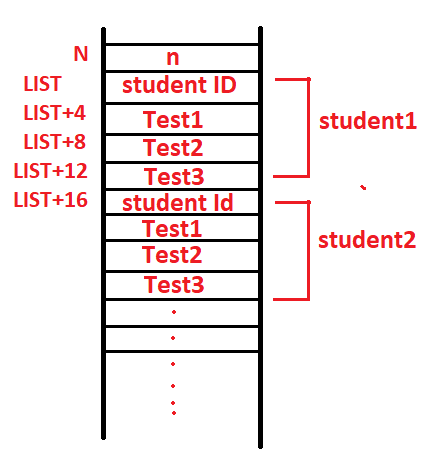 N n
LIST student ID
LIST+4 Test1 student1
LIST+8 Test2
LIST+12 Test3
LIST+16 student Id
Test1 student2
Test2
Test3